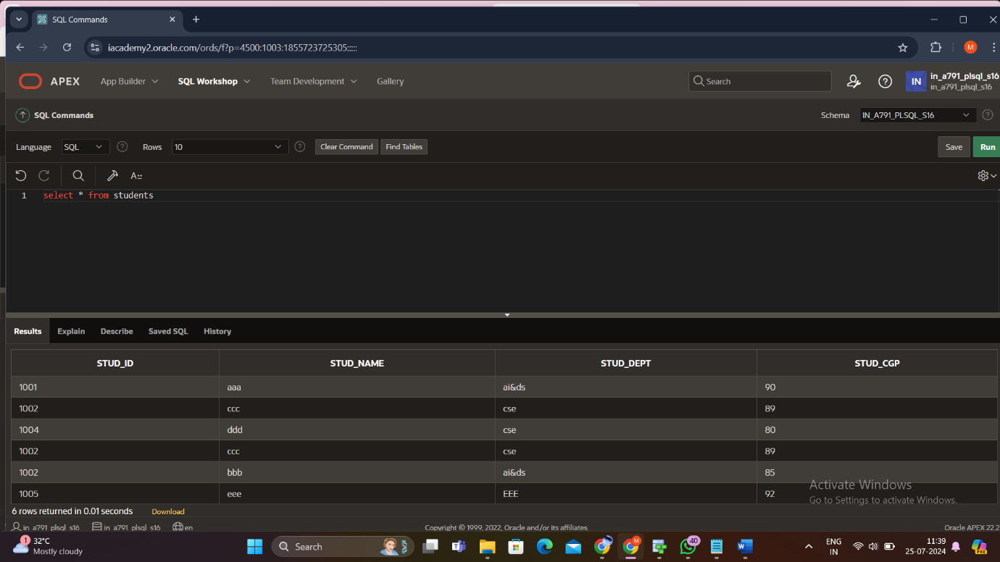 SQL Commands
iacademy2.oracle.com/ords/f?p=4500:1003:1855723725305:::::
M
APEX App Builder SQL Workshop Team Development Gallery Search ? IN in_a791_plsql_s16
in_a791_plsql_s16
SQL Commands Schema IN_A791_PLSQL_S16 ?
Language SQL ? Rows 10 ? Clear Command Find Tables Save Run
A::
1 select * from students
Results Explain Describe Saved SQL History
STUD_ID STUD_NAME STUD_DEPT STUD_CGP
1001 aaa ai&ds 90
1002 ccc cse 89
1004 ddd cse 80
1002 ccc cse 89
1002 bbb ai&ds 85
1005 eee EEE 92
Activate Windows
Go to Settings to activate Windows.
6 rows returned in 0.01 seconds Download
in_a791_plsql_s16 in_a791_plsql_s16 en Copyright © 1999, 2022, Oracle and/or its affiliates. Oracle APEX 22.2
1 32°C
Mostly cloudy
Search
M
40
W
ENG
IN
11:39
25-07-2024
PRE